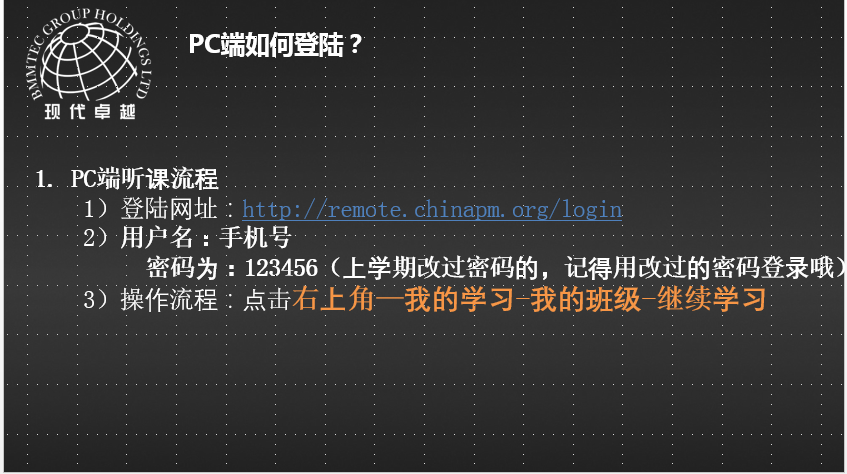 BMMTEC GROUP HOLDINGS LTD
现代卓越
PC端如何登陆？
1. PC端听课流程
1）登陆网址：http://remote.chinapm.org/login
2）用户名：手机号
密码为：123456（上学期改过密码的，记得用改过的密码登录哦）
3）操作流程：点击右上角—我的学习-我的班级-继续学习